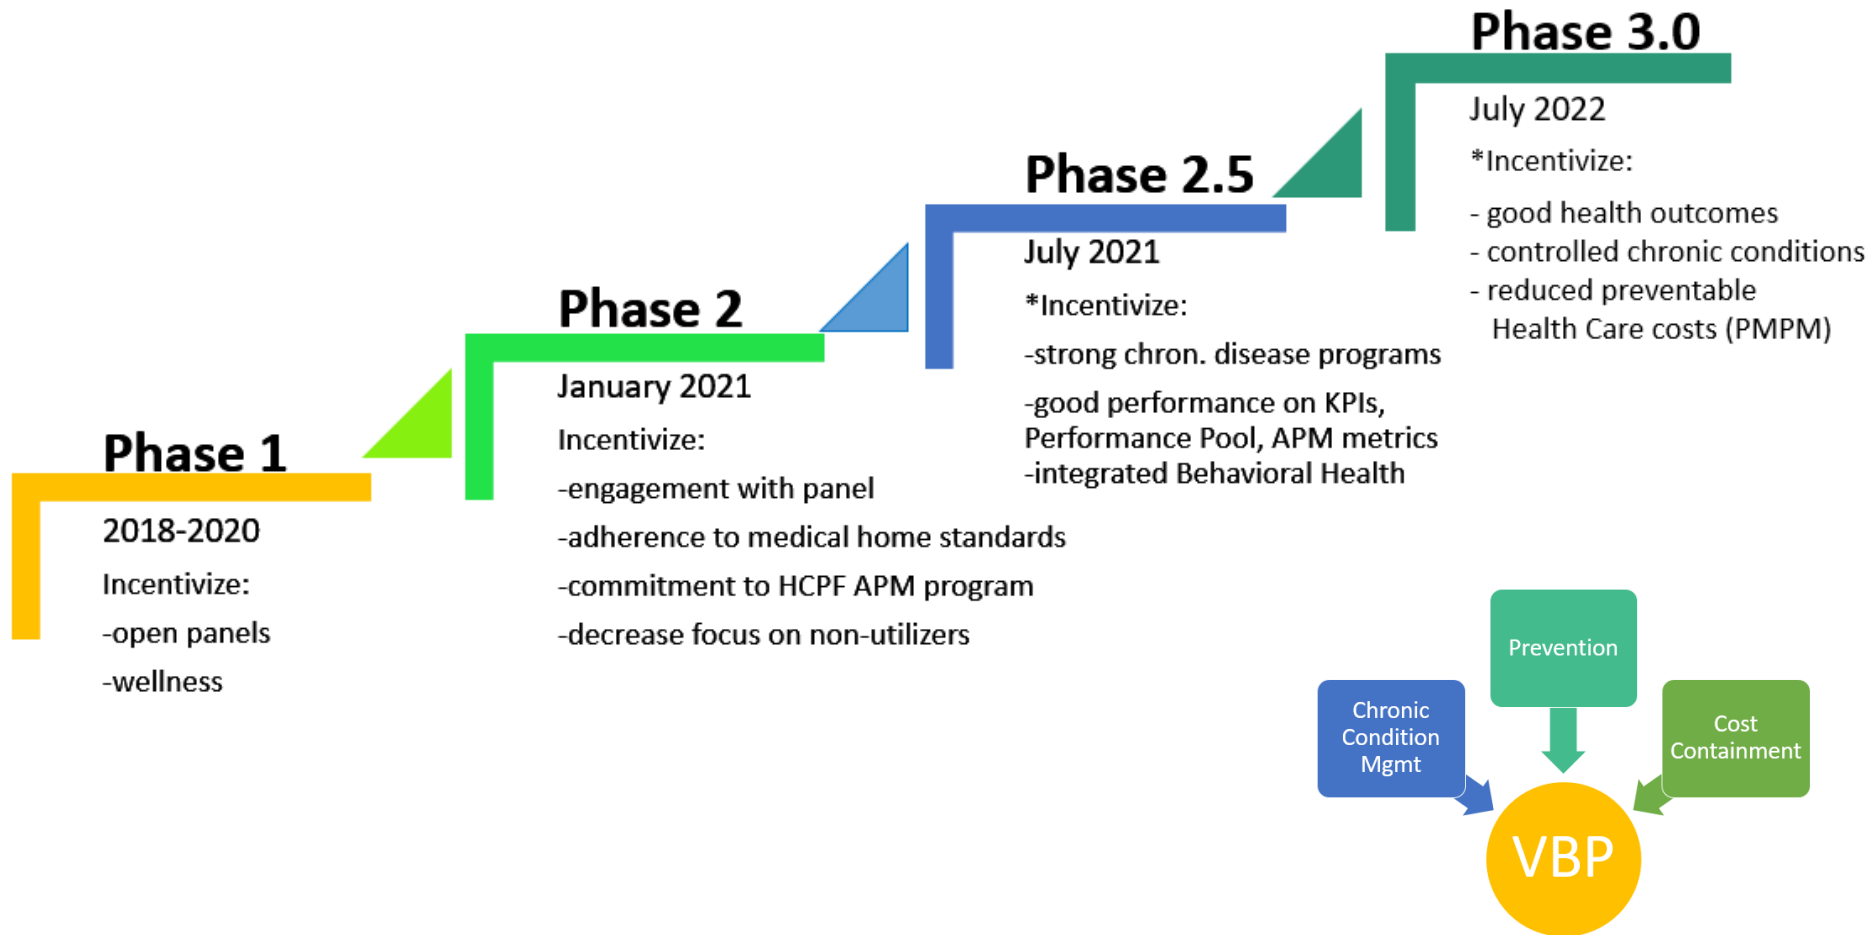 Phase 1
2018-2020
Incentivize:
-open panels
-wellness
Phase 2
January 2021
Incentivize:
-engagement with panel
-adherence to medical home standards
-commitment to HCPF APM program
-decrease focus on non-utilizers
Phase 2.5
July 2021
*Incentivize:
-strong chron. disease programs
-good performance on KPIs,
Performance Pool, APM metrics
-integrated Behavioral Health
Phase 3.0
July 2022
*Incentivize:
- good health outcomes
- controlled chronic conditions
- reduced preventable
Health Care costs (PMPM)
Chronic
Condition
Mgmt
Prevention
Cost
Containment
VBP